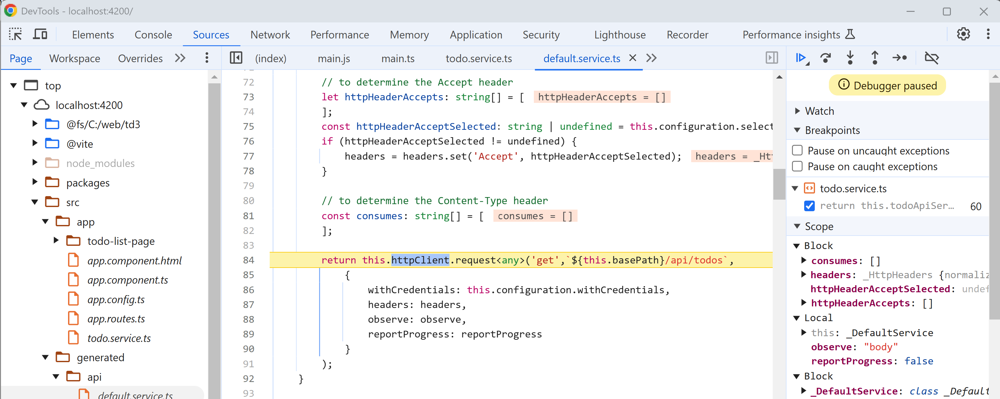 DevTools - localhost:4200/
Elements Console Sources Network Performance Memory Application Security Lighthouse Recorder Performance insights
Page Workspace Overrides
(index) main.js main.ts todo.service.ts default.service.ts
top
localhost:4200
@fs/C:/web/td3
@vite
node_modules
packages
src
app
todo-list-page
app.component.html
app.component.ts
app.config.ts
app.routes.ts
todo.service.ts
generated
api
default.service.ts
72 // to determine the Accept header
73 let httpHeaderAccepts: string[] = [ httpHeaderAccepts = []
74 ];
75 const httpHeaderAcceptSelected: string | undefined = this.configuration.select
76 if (httpHeaderAcceptSelected != undefined) {
77 headers = headers.set('Accept', httpHeaderAcceptSelected); headers = _Ht
78 }
79
80 // to determine the Content-Type header
81 const consumes: string[] = [ consumes = []
82 ];
83
84 return this.httpClient.request<any>('get',`${this.basePath}/api/todos`,
85 {
86 withCredentials: this.configuration.withCredentials,
87 headers: headers,
88 observe: observe,
89 reportProgress: reportProgress
90 }
91 );
92 }
93
Debugger paused
Watch
Breakpoints
Pause on uncaught exceptions
Pause on caught exceptions
todo.service.ts
return this.todoApiSer… 60
Scope
Block
consumes: []
headers: _HttpHeaders {normaliz
httpHeaderAcceptSelected: undef
httpHeaderAccepts: []
Local
this: _DefaultService
observe: "body"
reportProgress: false
Block
_DefaultService: class _Default